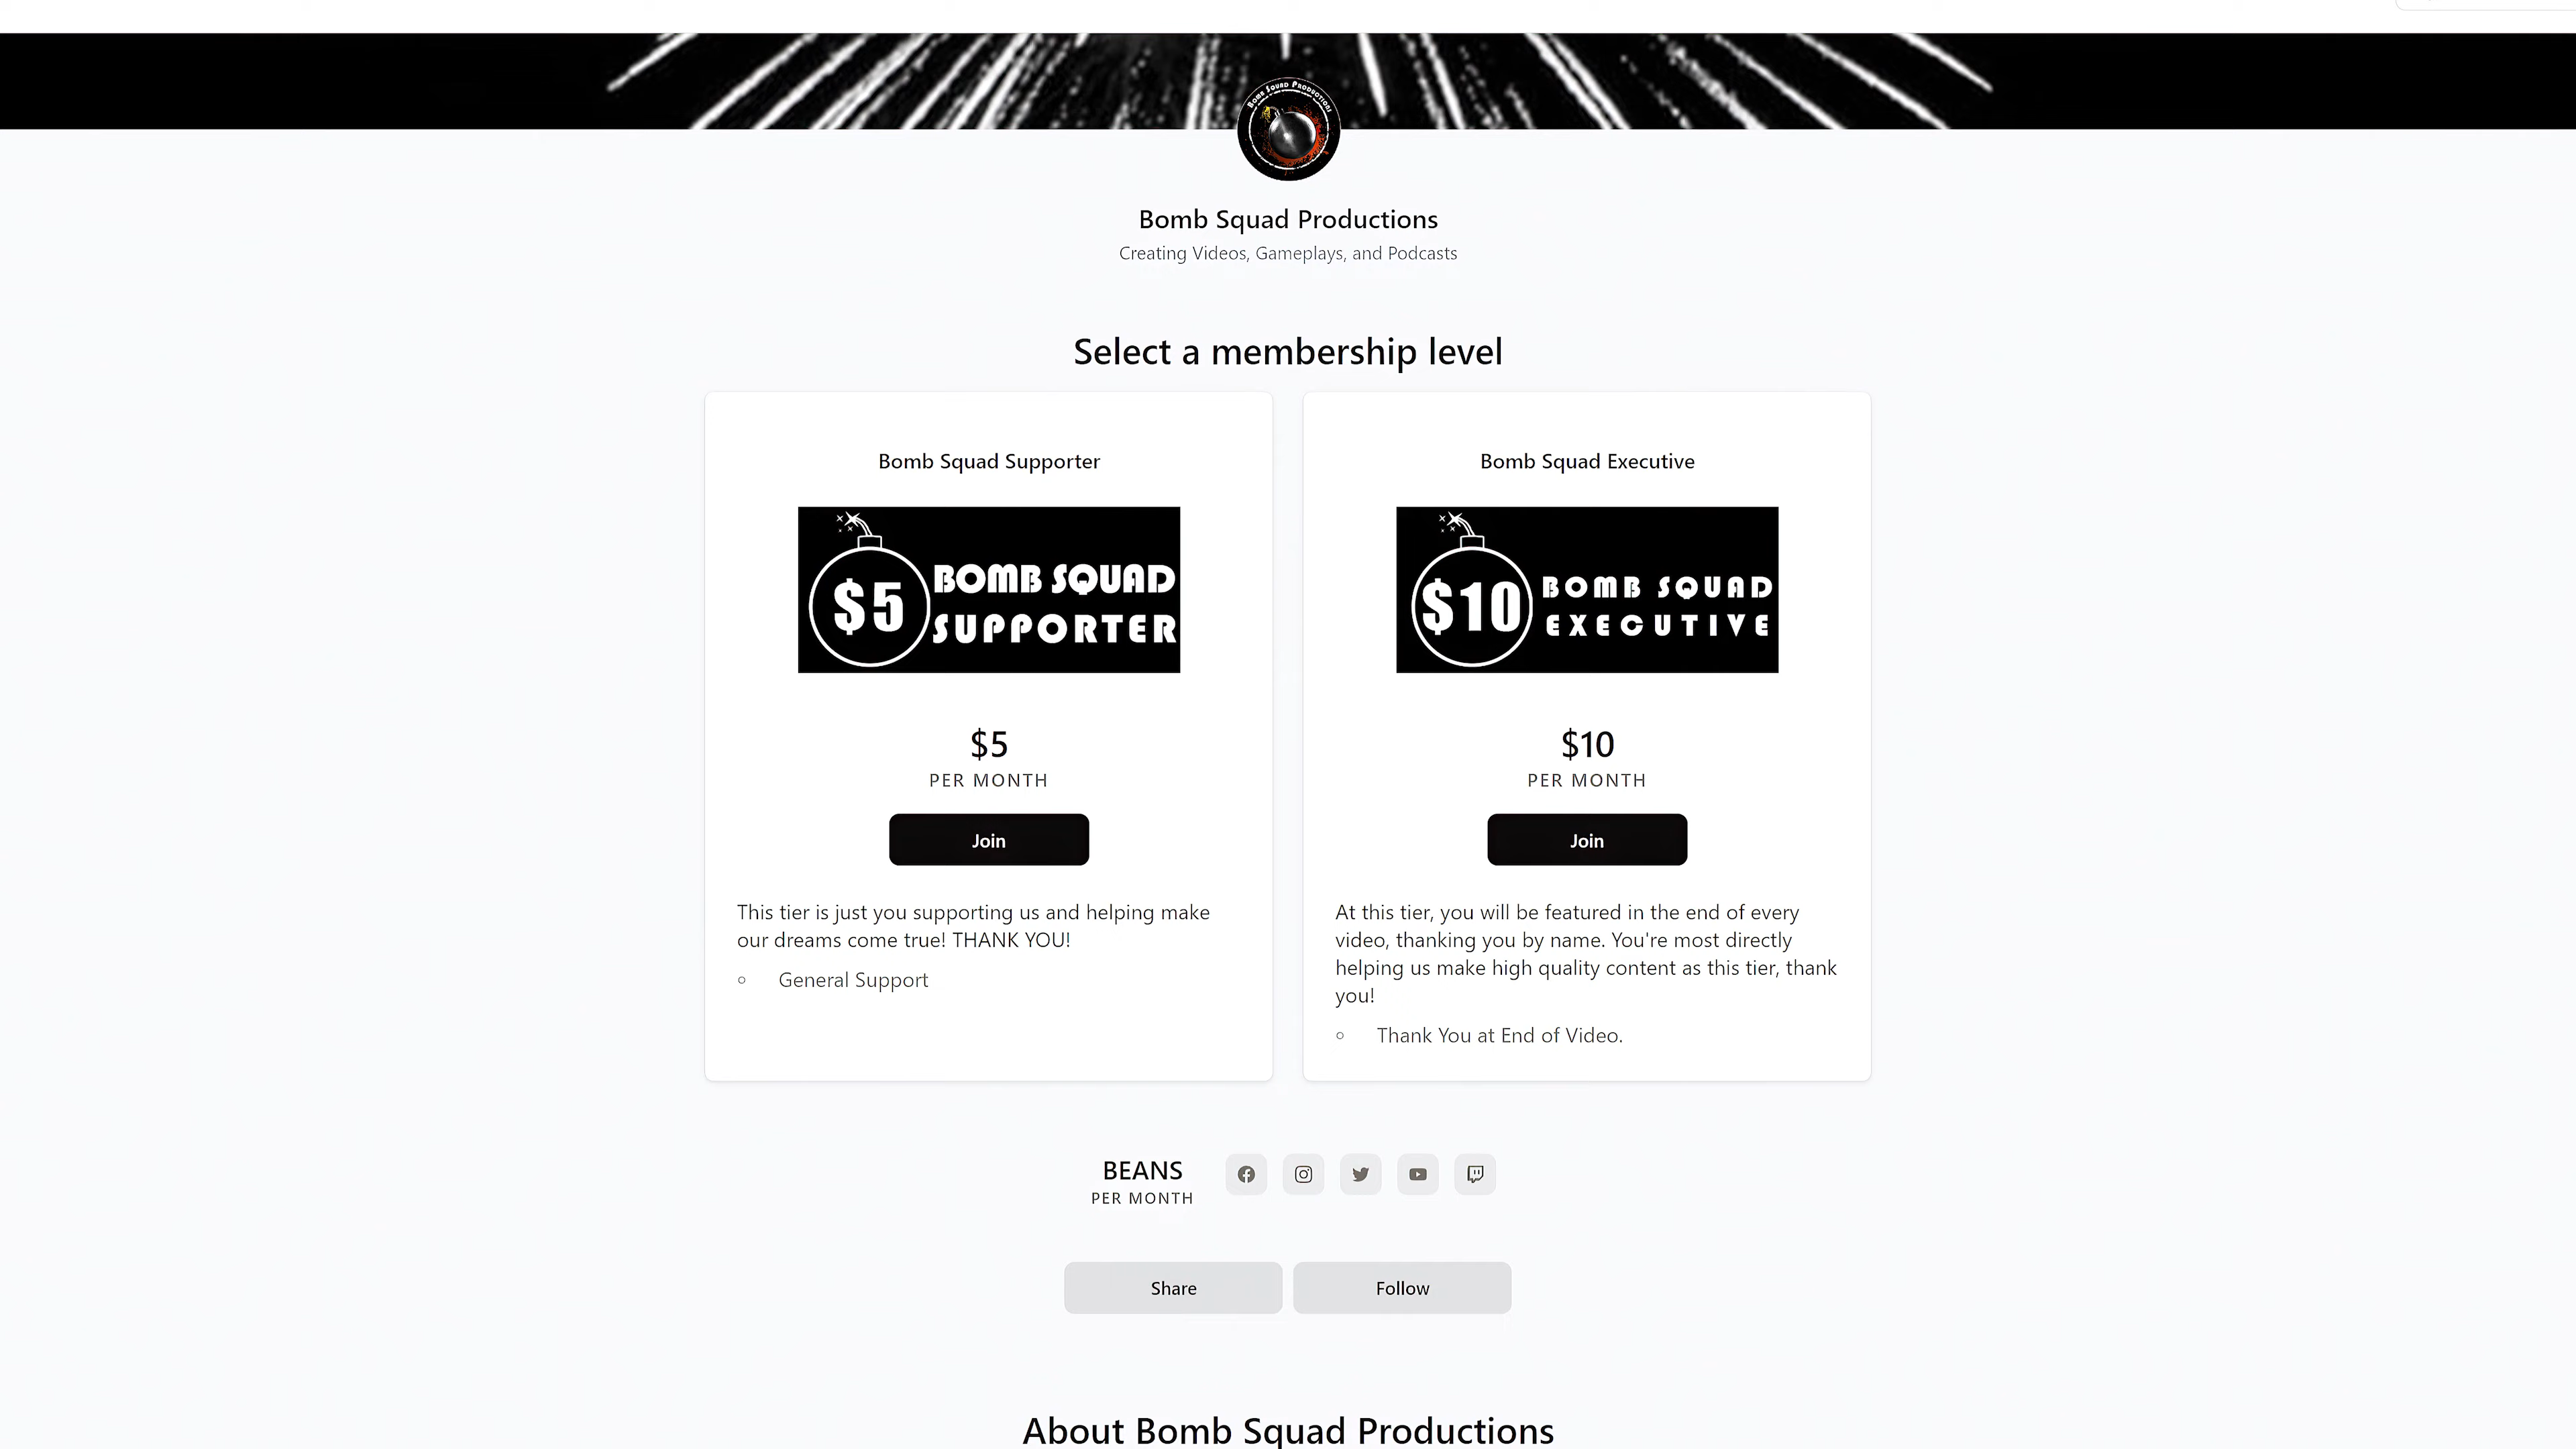 BOMB SQUAD PRODUCTIONS
Bomb Squad Productions
Creating Videos, Gameplays, and Podcasts
Select a membership level
Bomb Squad Supporter
$5
BOMB SQUAD
SUPPORTER
$5
PER MONTH
Join
This tier is just you supporting us and helping make
our dreams come true! THANK YOU!
General Support
Bomb Squad Executive
$10
BOMB SQUAD
EXECUTIVE
$10
PER MONTH
Join
At this tier, you will be featured in the end of every
video, thanking you by name. You're most directly
helping us make high quality content as this tier, thank
you!
Thank You at End of Video.
BEANS
PER MONTH
Share
Follow
About Bomb Squad Productions